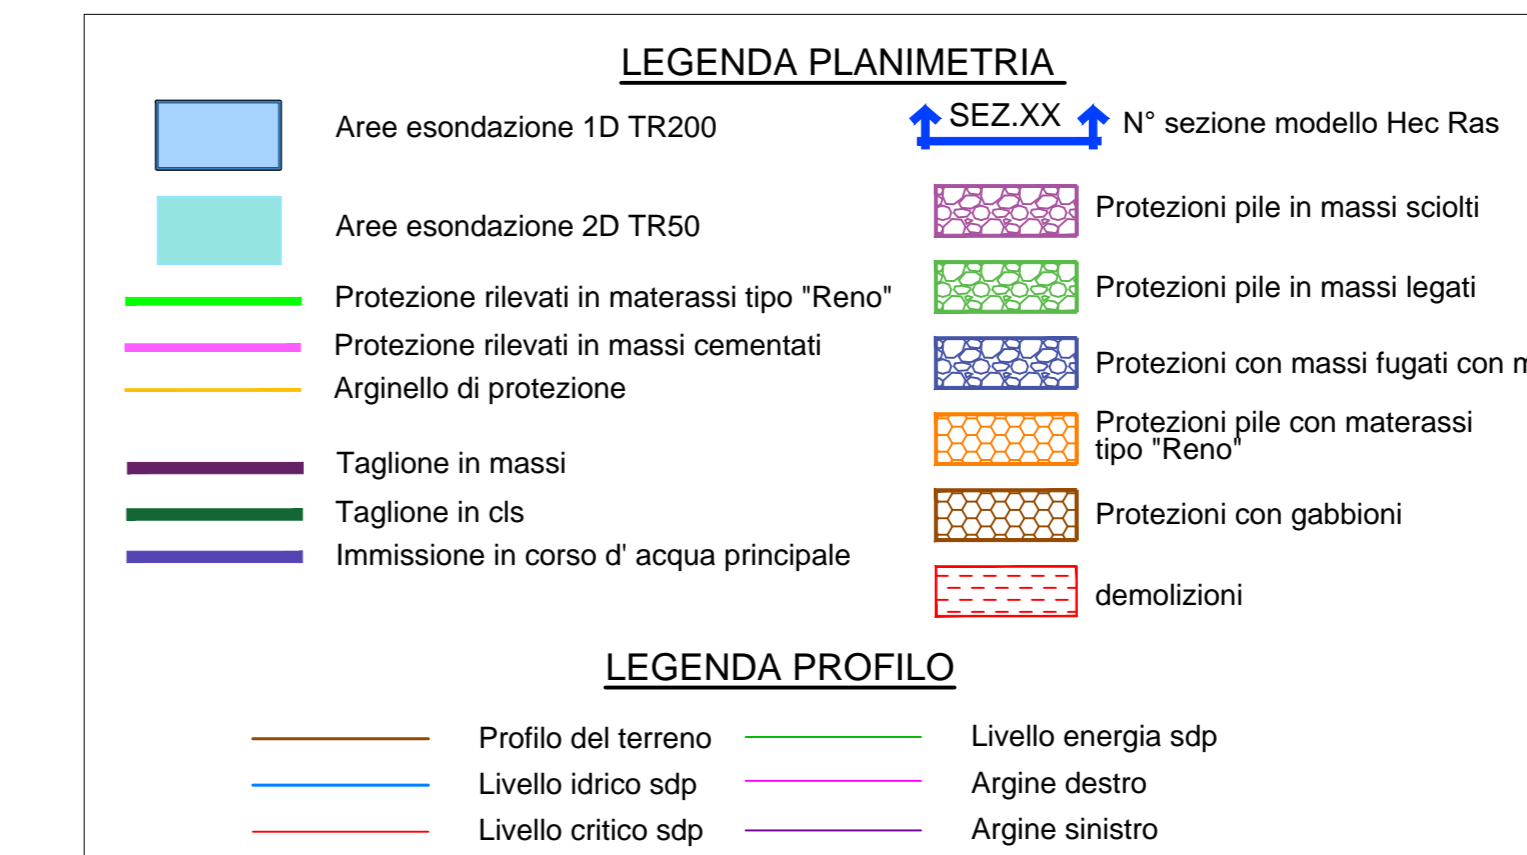 LEGENDA PLANIMETRIA
Aree esondazione 1D TR200
Aree esondazione 2D TR50
Protezione rilevati in materassi tipo "Reno"
Protezione rilevati in massi cementati
Arginello di protezione
Taglione in massi
Taglione in cls
Immissione in corso d' acqua principale
SEZ.XX N° sezione modello Hec Ras
Protezioni pile in massi sciolti
Protezioni pile in massi legati
Protezioni con massi fugati con
Protezioni pile con materassi
tipo "Reno"
Protezioni con gabbioni
demolizioni
LEGENDA PROFILO
Profilo del terreno
Livello idrico sdp
Livello critico sdp
Livello energia sdp
Argine destro
Argine sinistro